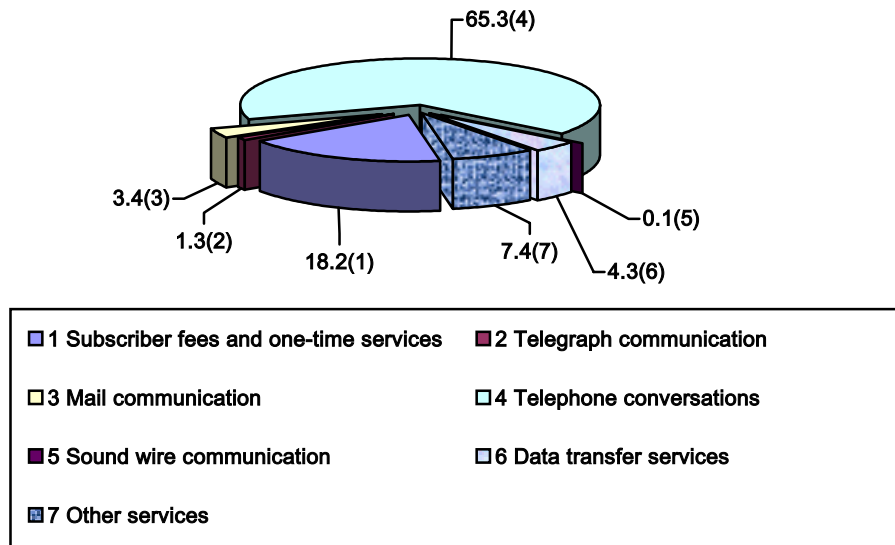 65.3(4)
3.4(3)
1.3(2)
18.2(1)
7.4(7)
4.3(6)
0.1(5)
1 Subscriber fees and one-time services
2 Telegraph communication
3 Mail communication
4 Telephone conversations
5 Sound wire communication
6 Data transfer services
7 Other services